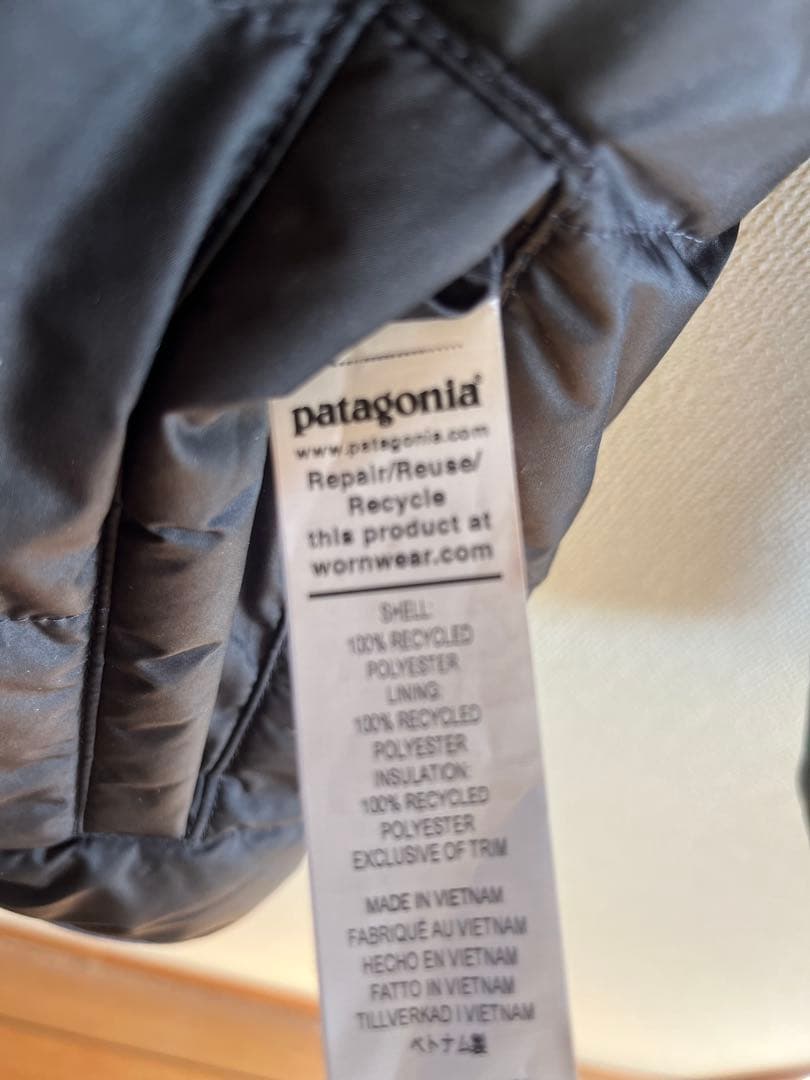 patagonia®
www.patagonia.com
Repair/Reuse/
Recycle
this product at
wornwear.com
SHELL:
100% RECYCLED
POLYESTER
LINING:
100% RECYCLED
POLYESTER
INSULATION:
100% RECYCLED
POLYESTER
EXCLUSIVE OF TRIM
MADE IN VIETNAM
FABRIQUÉ AU VIETNAM
HECHO EN VIETNAM
FATTO IN VIETNAM
TILLVERKAD I VIETNAM
ベトナム製